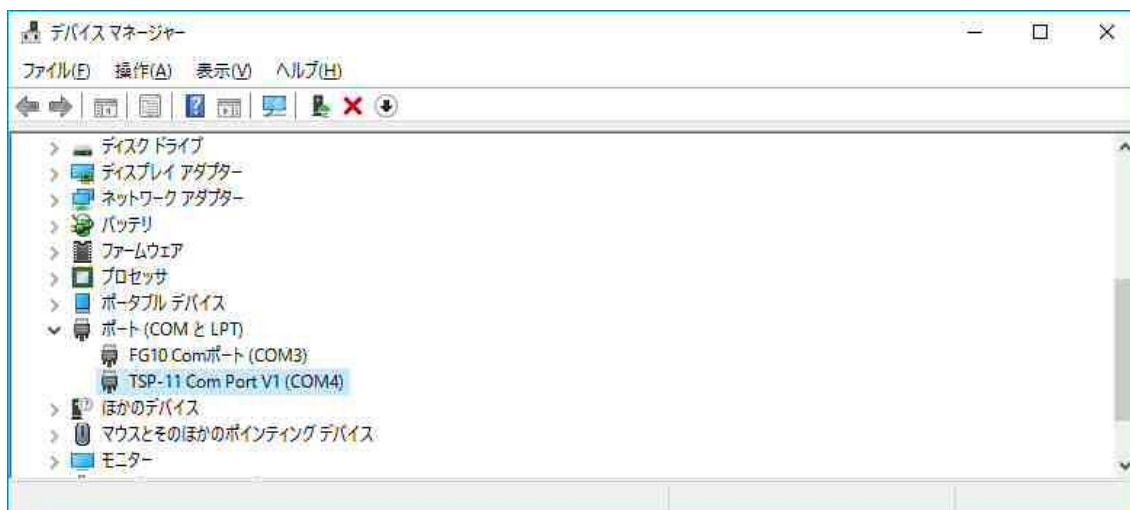 デバイス マネージャー
ファイル(F) 操作(A) 表示(V) ヘルプ(H)
ディスク ドライブ
ディスプレイ アダプター
ネットワーク アダプター
バッテリ
ファームウェア
プロセッサ
ポータブル デバイス
ポート (COM と LPT)
FG10 Comポート (COM3)
TSP-11 Com Port V1 (COM4)
ほかのデバイス
マウスとそのほかのポインティング デバイス
モニター